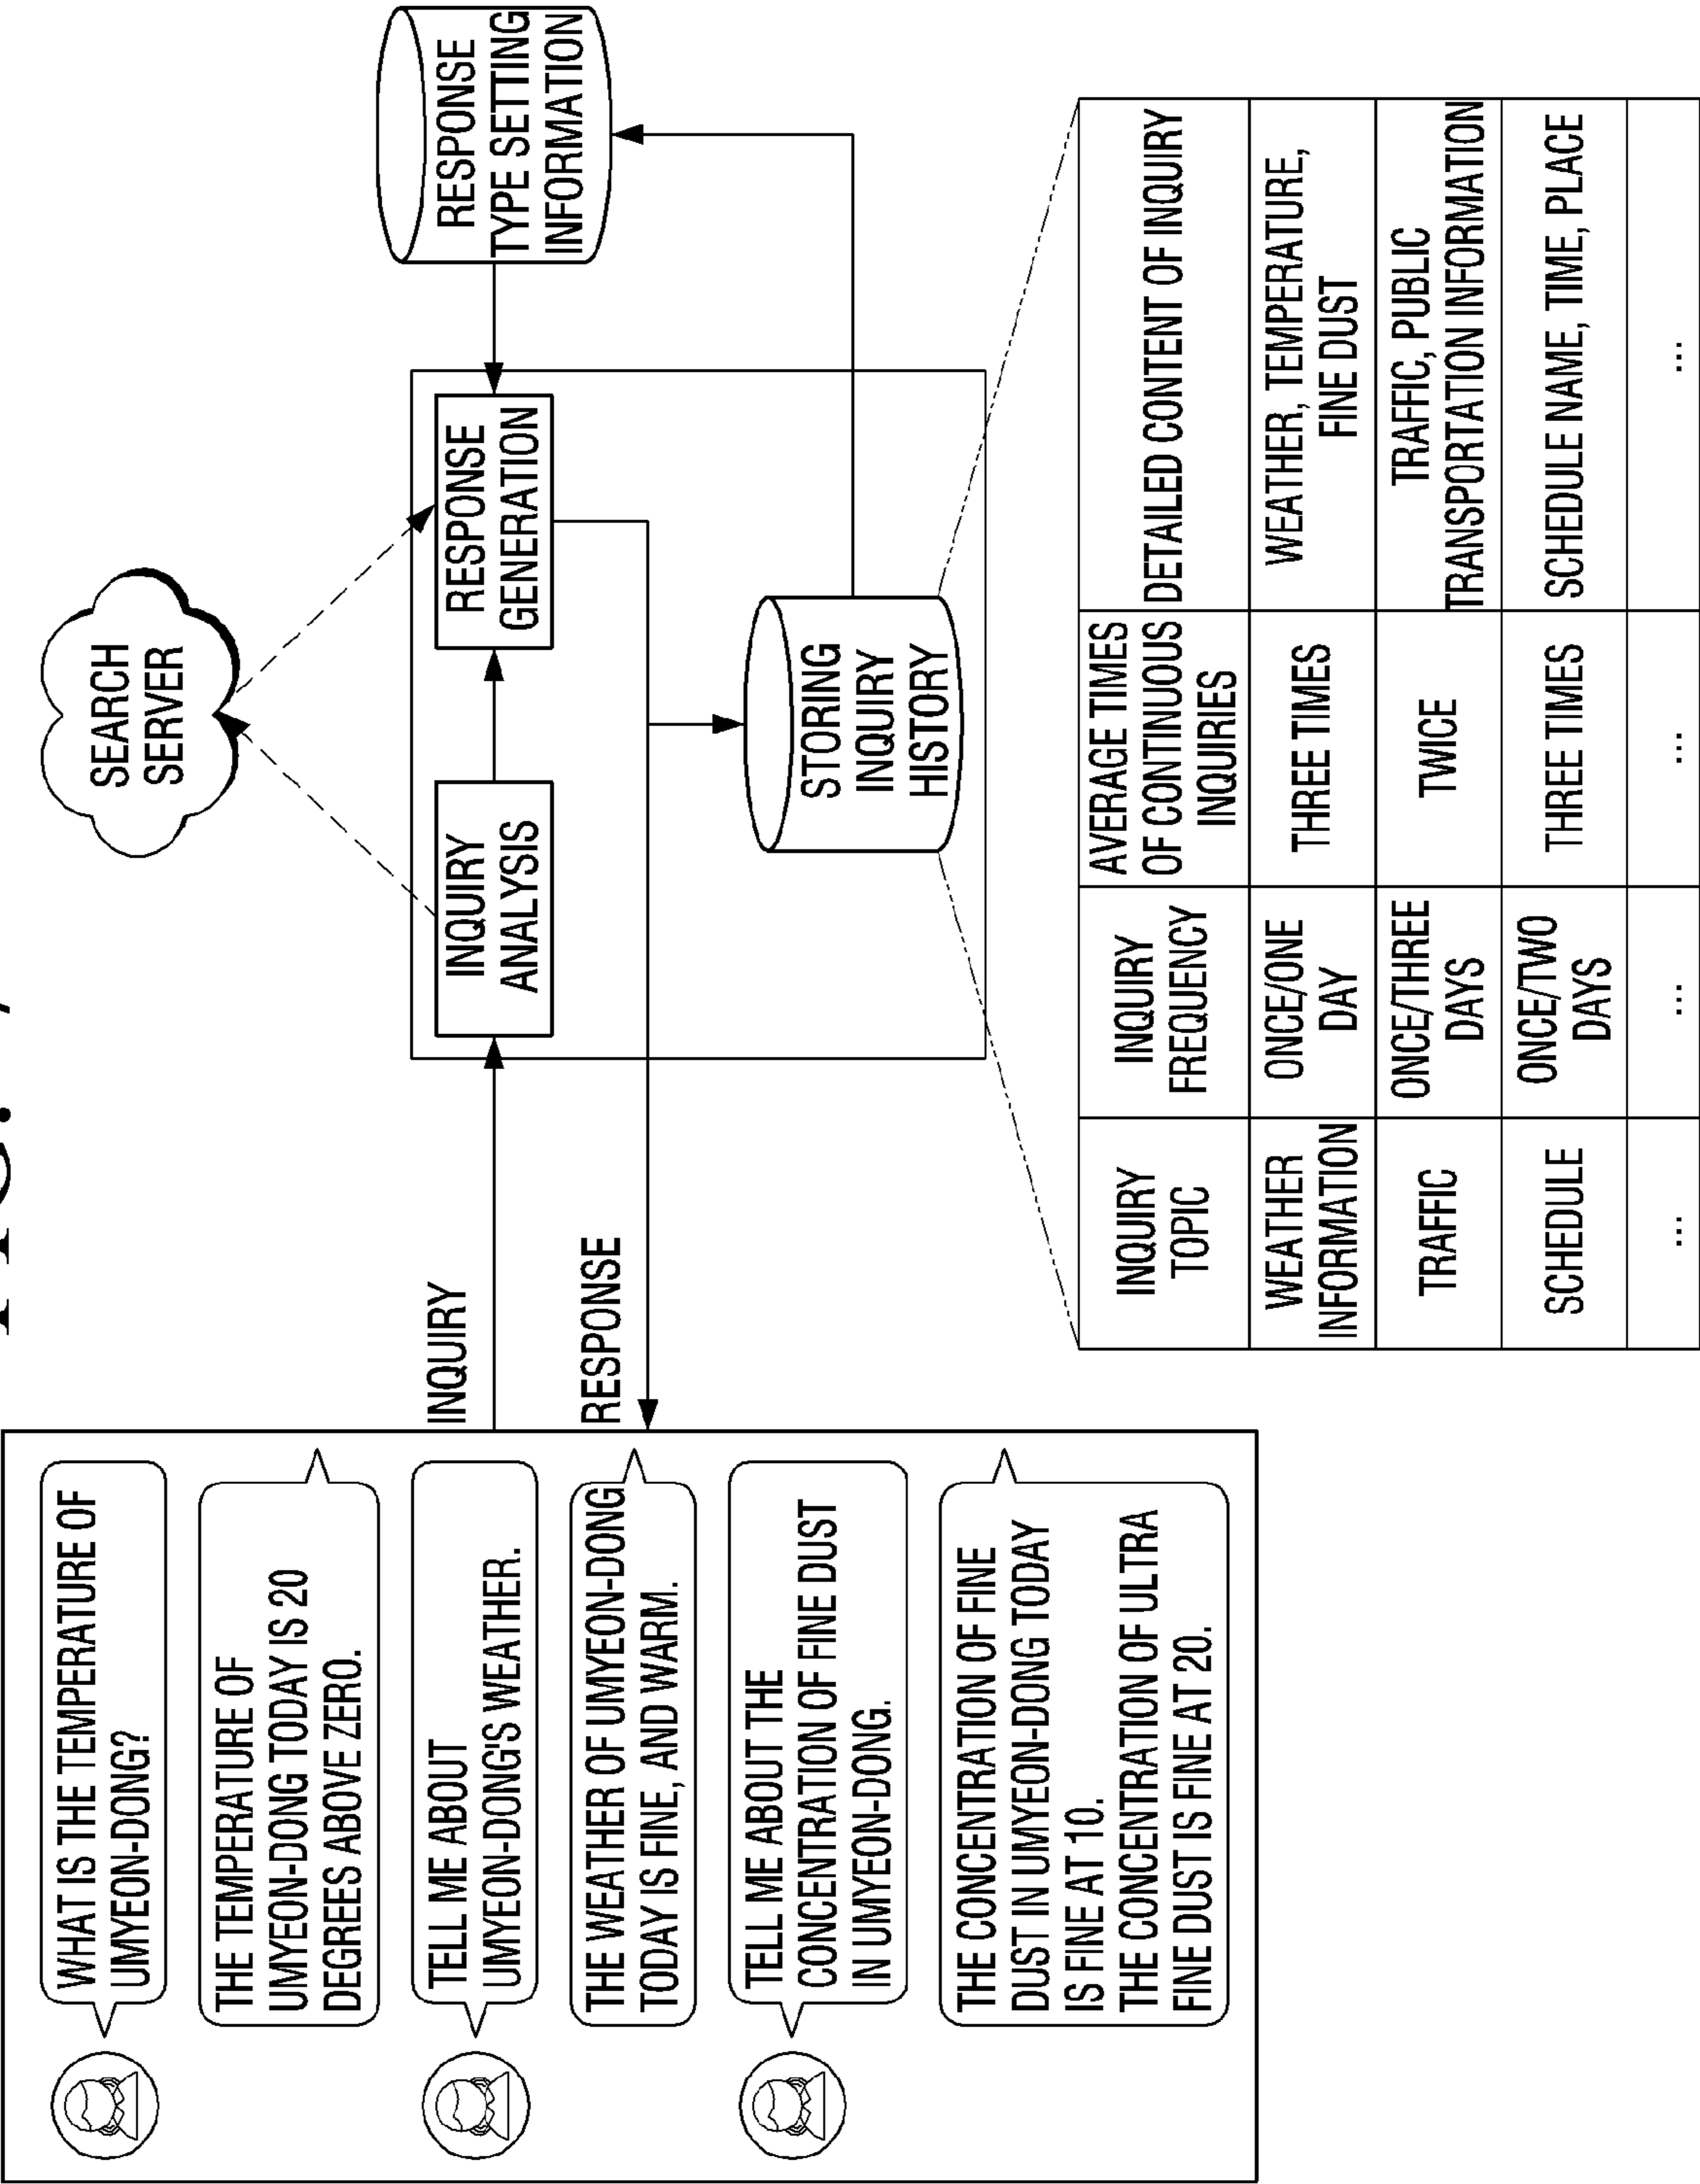 WHAT IS THE TEMPERATURE OF
UMYEON-DONG?
THE TEMPERATURE OF
UMYEON-DONG TODAY IS 20
DEGREES ABOVE ZERO.
TELL ME ABOUT
UMYEON-DONG'S WEATHER.
THE WEATHER OF UMYEON-DONG
TODAY IS FINE, AND WARM.
TELL ME ABOUT THE
CONCENTRATION OF FINE DUST
IN UMYEON-DONG.
THE CONCENTRATION OF FINE
DUST IN UMYEON-DONG TODAY
IS FINE AT 10.
THE CONCENTRATION OF ULTRA
FINE DUST IS FINE AT 20.
INQUIRY
RESPONSE
SEARCH
SERVER
INQUIRY
ANALYSIS
RESPONSE
GENERATION
RESPONSE
TYPE SETTING
INFORMATION
STORING
INQUIRY
HISTORY
INQUIRY
TOPIC
INQUIRY
FREQUENCY
AVERAGE TIMES
OF CONTINUOUS
INQUIRIES
DETAILED CONTENT OF INQUIRY
WEATHER
INFORMATION
ONCE/ONE
DAY
THREE TIMES
WEATHER, TEMPERATURE,
FINE DUST
TRAFFIC
ONCE/THREE
DAYS
TWICE
TRAFFIC, PUBLIC
TRANSPORTATION INFORMATION
SCHEDULE
ONCE/TWO
DAYS
THREE TIMES
SCHEDULE NAME, TIME, PLACE
...
...
...
...